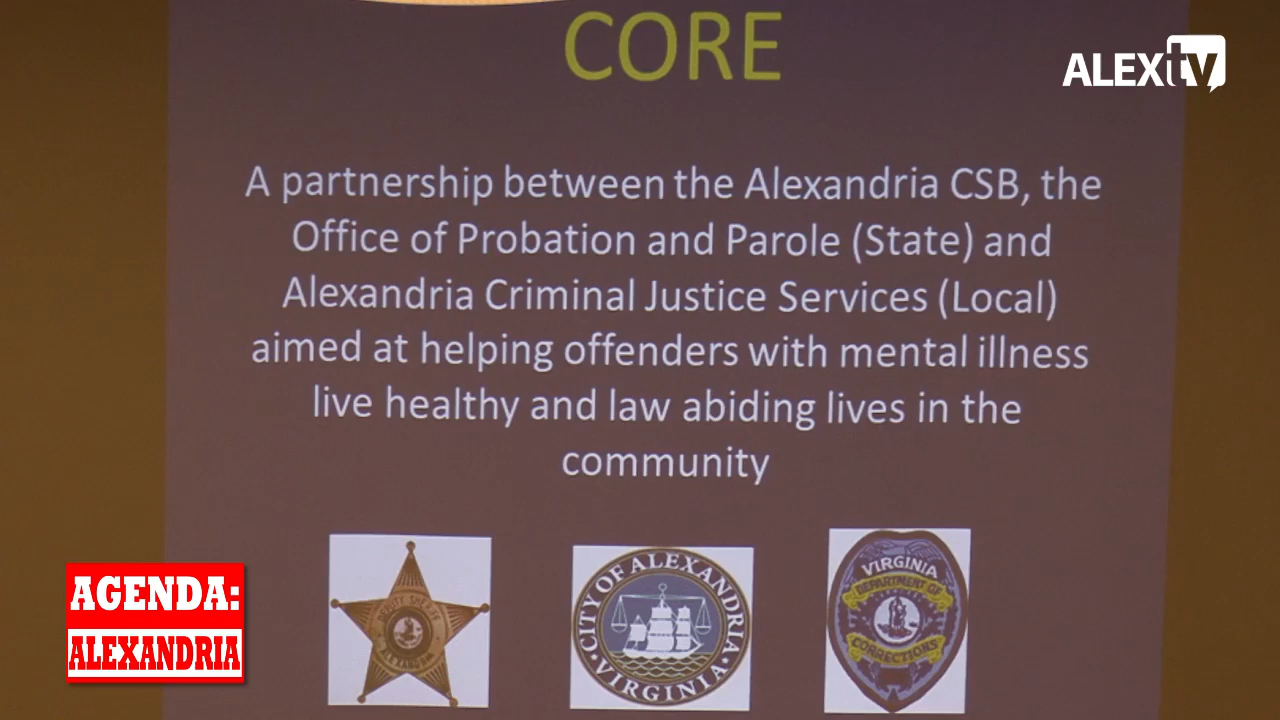 CORE
ALEXtv
A partnership between the Alexandria CSB, the
Office of Probation and Parole (State) and
Alexandria Criminal Justice Services (Local)
aimed at helping offenders with mental illness
live healthy and law abiding lives in the
community
AGENDA:
ALEXANDRIA
DEPUTY SHERIFF
CITY OF ALEXANDRIA
VIRGINIA
VIRGINIA
DEPARTMENT OF
CORRECTIONS